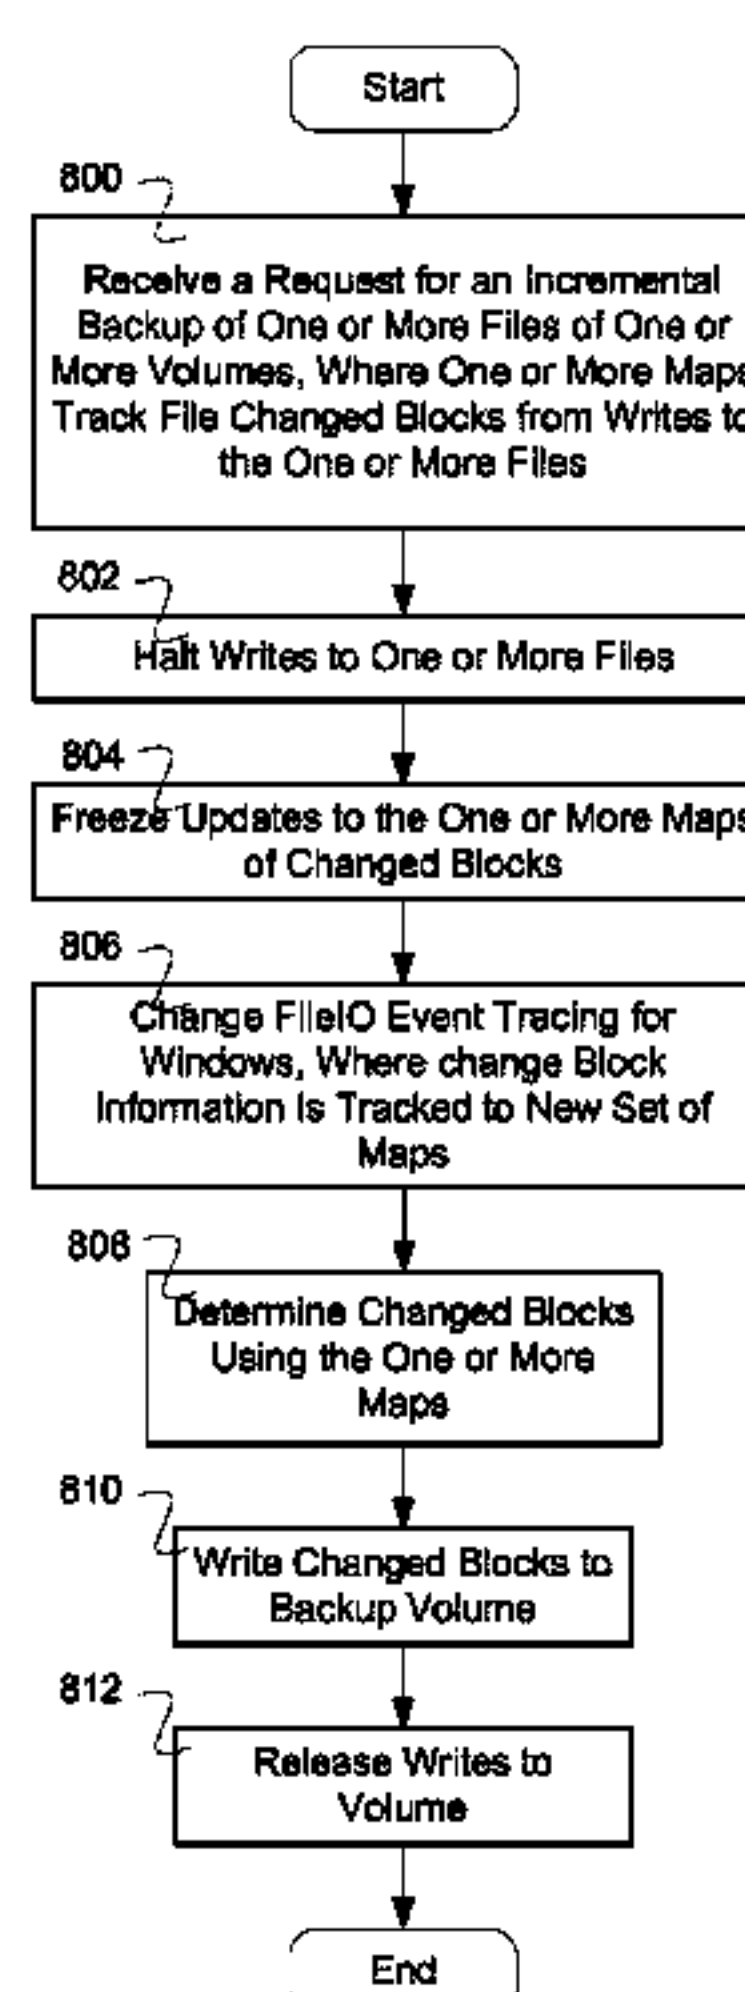 Start
800
Receive a Request for an Incremental
Backup of One or More Files of One or
More Volumes, Where One or More Maps
Track File Changed Blocks from Writes to
the One or More Files
802
Halt Writes to One or More Files
804
Freeze Updates to the One or More Maps
of Changed Blocks
806
Change FileIO Event Tracing for
Windows, Where change Block
Information is Tracked to New Set of
Maps
808
Determine Changed Blocks
Using the One or More
Maps
810
Write Changed Blocks to
Backup Volume
812
Release Writes to
Volume
End